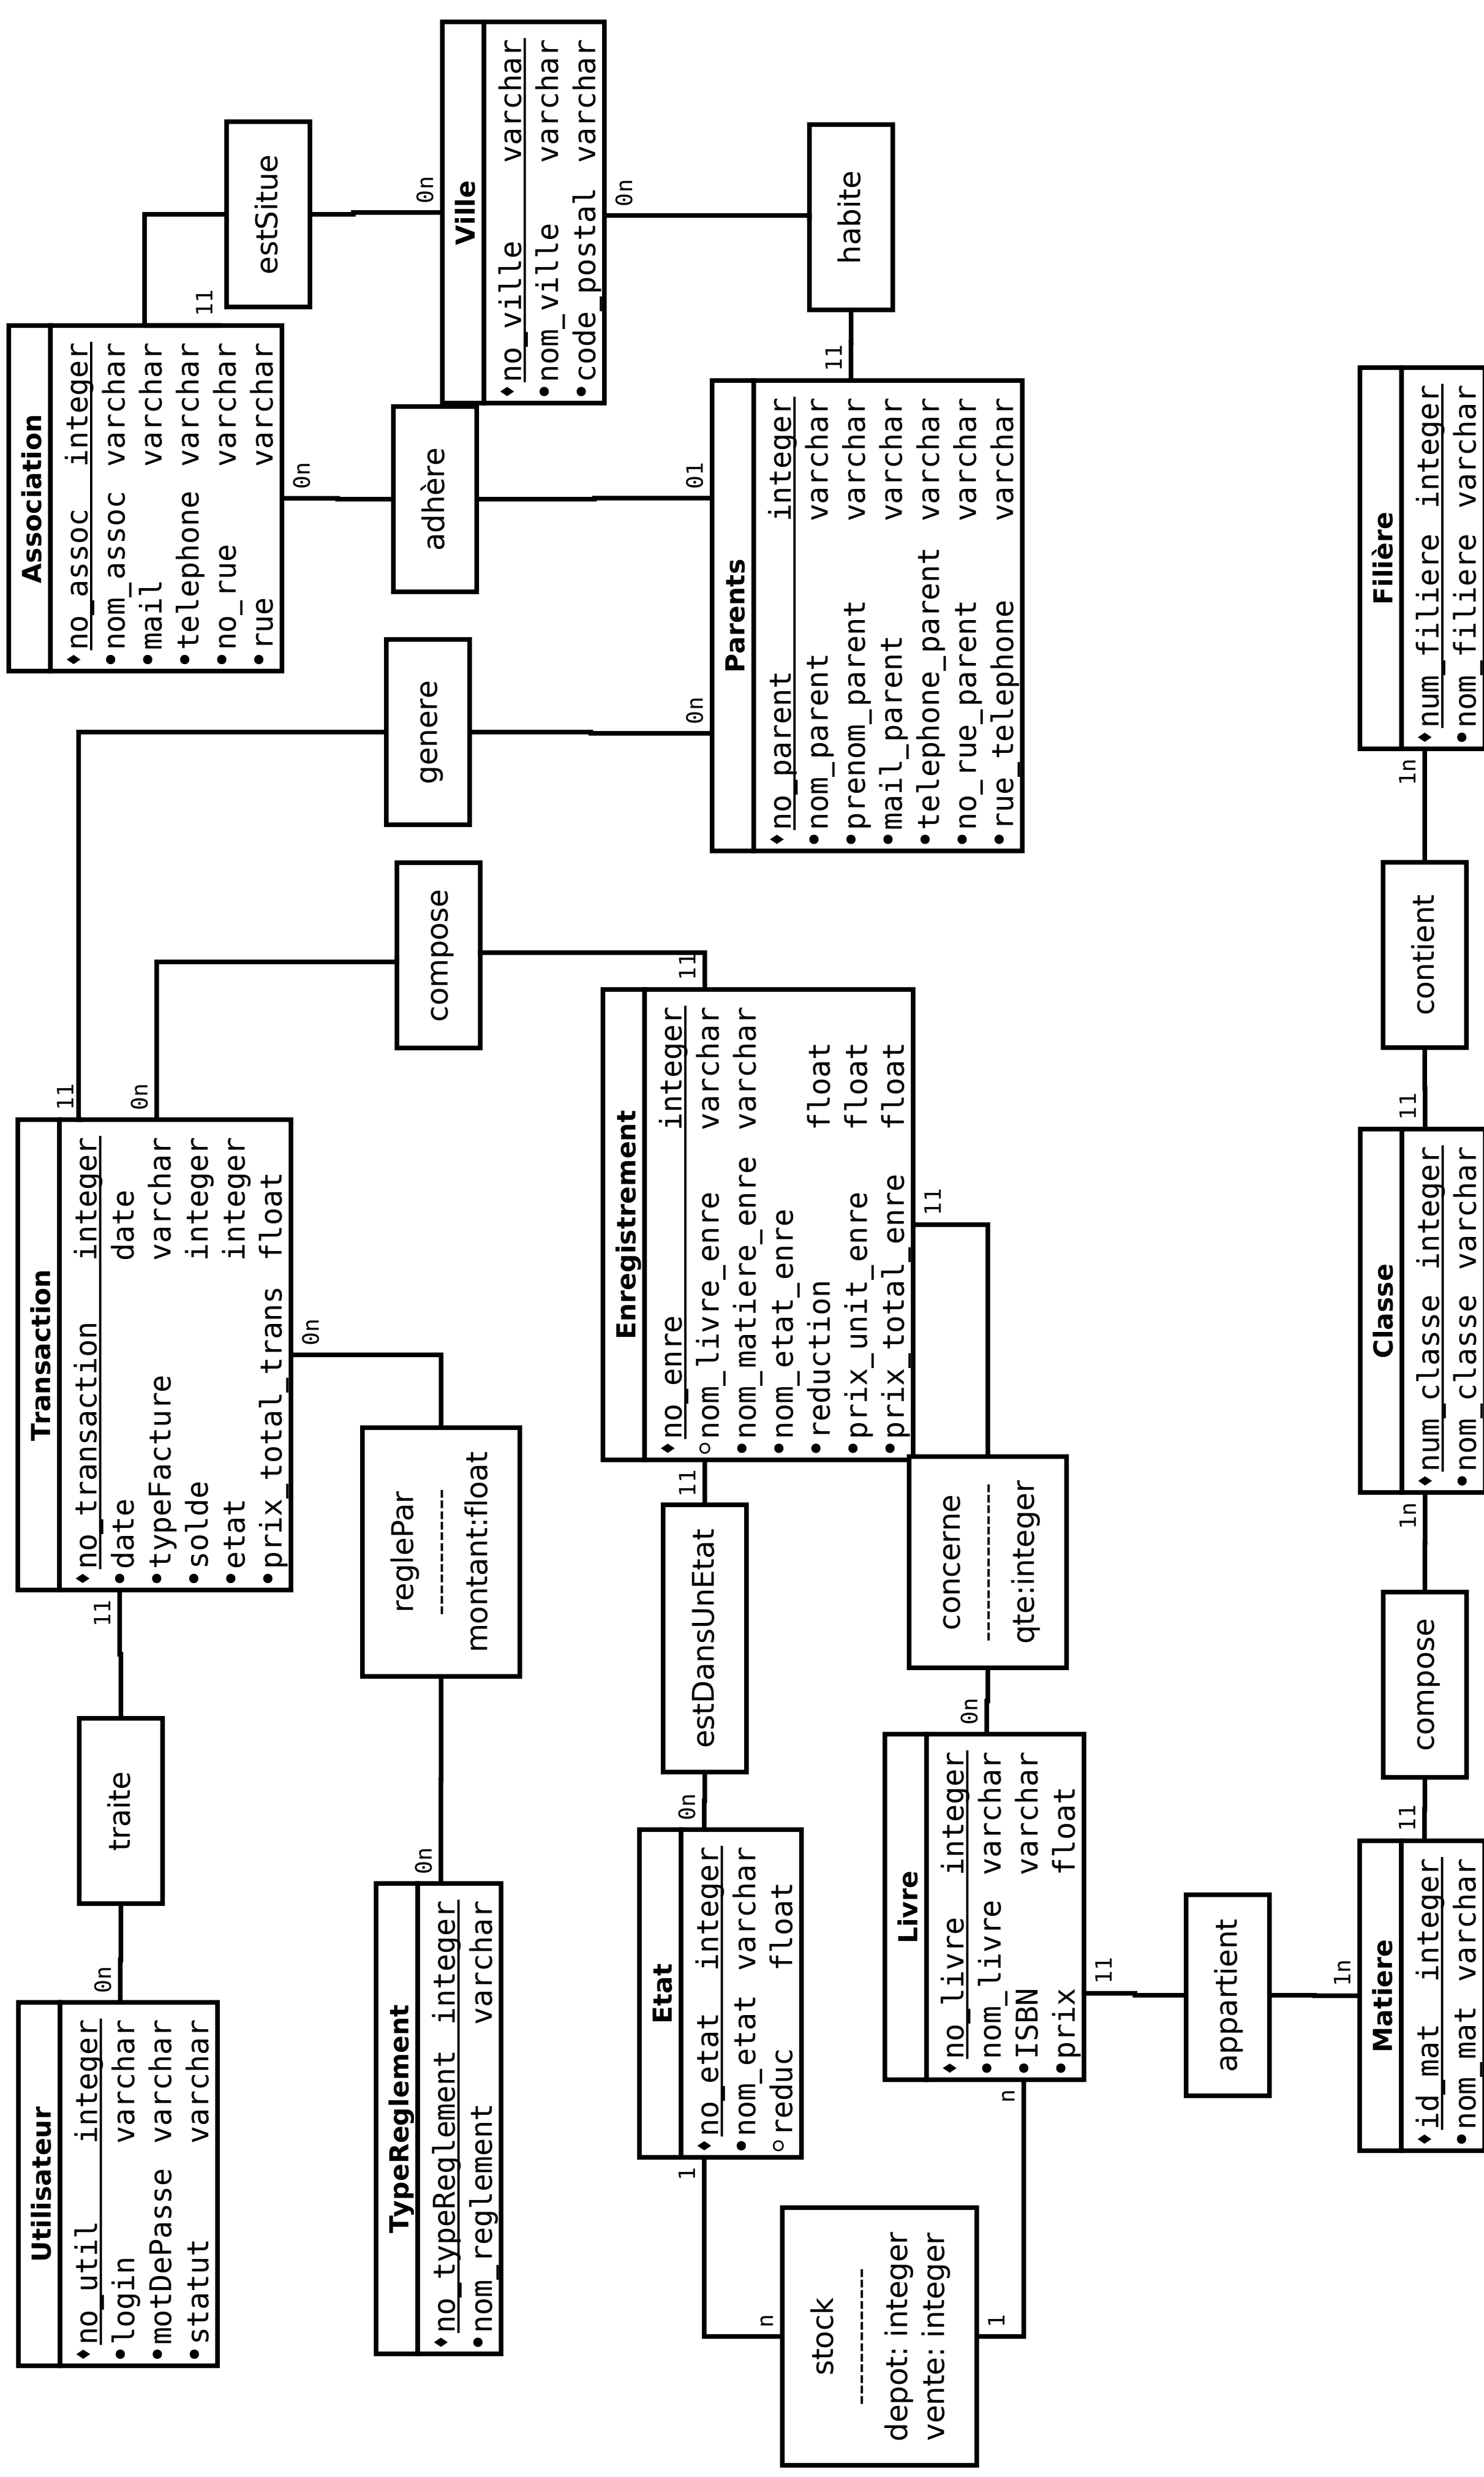 Utilisateur
no_util integer
login varchar
motDePasse varchar
statut varchar
0n
traite
11
Transaction
no_transaction integer
date date
typeFacture varchar
solde integer
etat integer
prix_total_trans float
11
0n
0n
Association
no_assoc integer
nom_assoc varchar
mail varchar
telephone varchar
no_rue varchar
rue varchar
11
0n
estSitue
0n
TypeReglement
no_typeReglement integer
nom_reglement varchar
0n
reglePar
--------------
montant:float
compose
11
genere
0n
adhère
01
Ville
no_ville varchar
nom_ville varchar
code_postal varchar
0n
Etat
no_etat integer
nom_etat varchar
reduc float
1
0n
estDansUnEtat
11
Enregistrement
no_enre integer
nom_livre_enre varchar
nom_matiere_enre varchar
nom_etat_enre
reduction float
prix_unit_enre float
prix_total_enre float
11
Parents
no_parent integer
nom_parent varchar
prenom_parent varchar
mail_parent varchar
telephone_parent varchar
no_rue_parent varchar
rue_telephone varchar
11
habite
n
stock
---------------
depot: integer
vente: integer
1
Livre
no_livre integer
nom_livre varchar
ISBN varchar
prix float
n
0n
11
concerne
-----------------
qte:integer
appartient
1n
Matiere
id_mat integer
nom_mat varchar
11
compose
1n
Classe
num_classe integer
nom_classe varchar
11
contient
1n
Filière
num_filiere integer
nom_filiere varchar